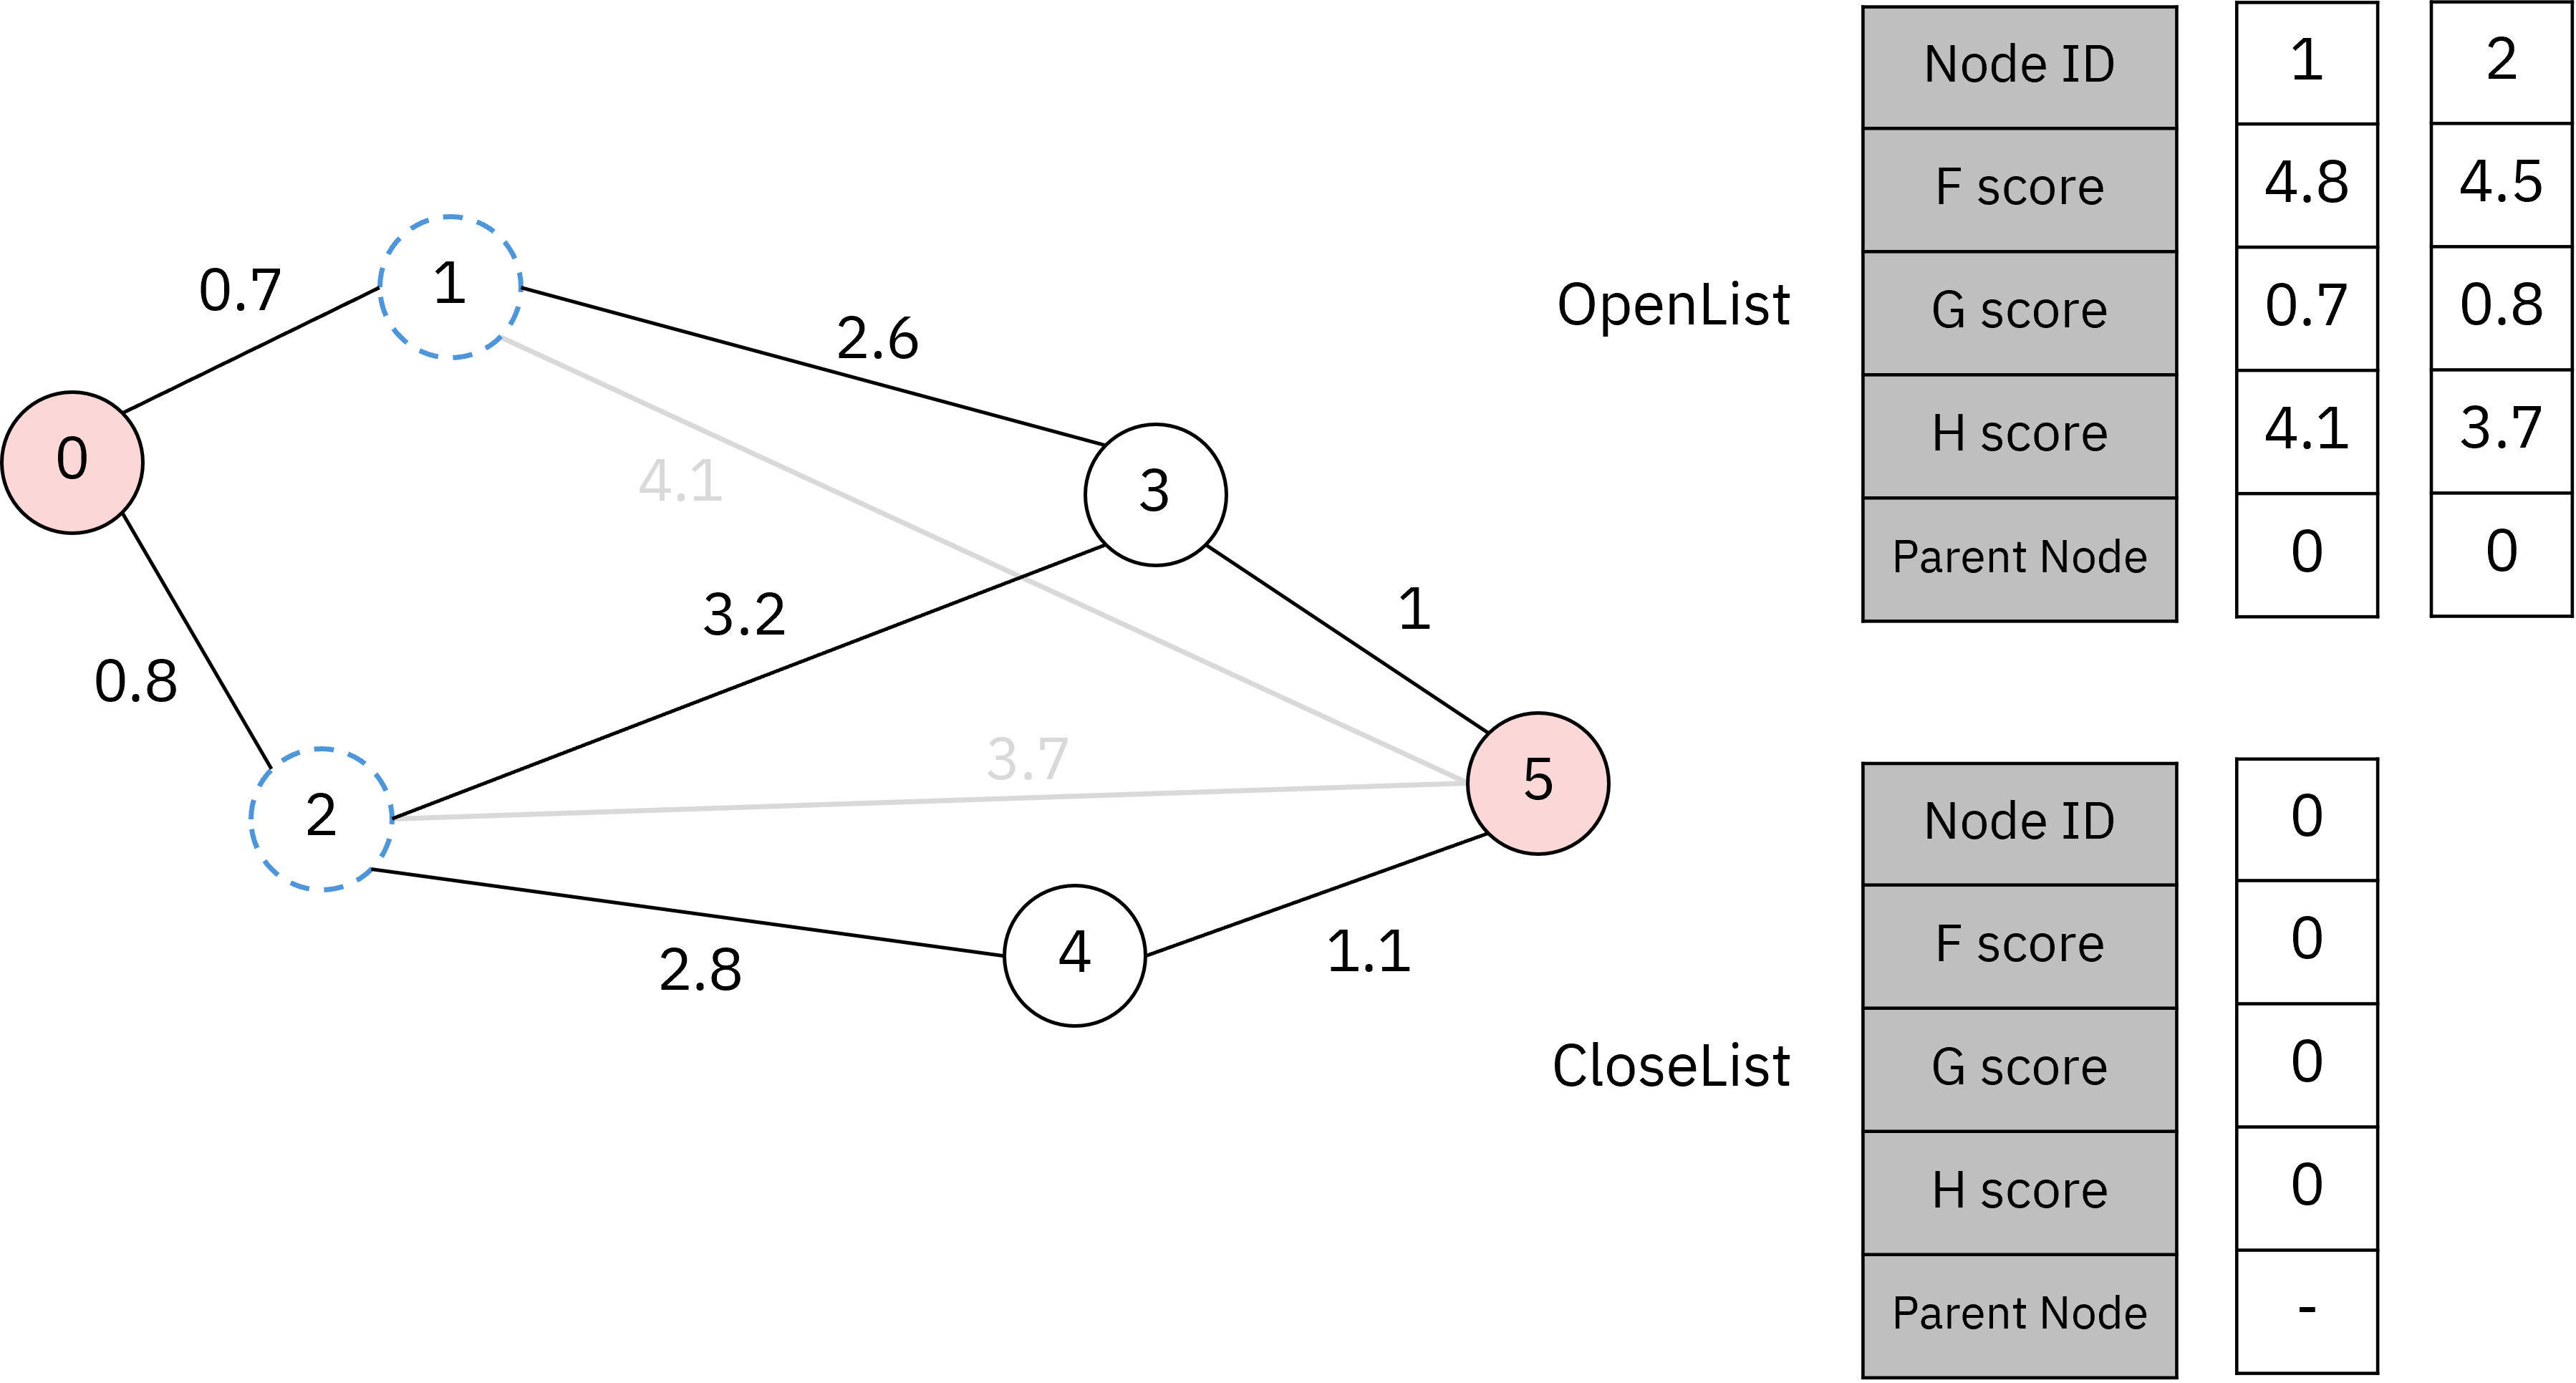 0
0.7
1
2.6
4.1
3
3.2
0.8
1
2
3.7
5
2.8
4
1.1
OpenList
Node ID 1 2
F score 4.8 4.5
G score 0.7 0.8
H score 4.1 3.7
Parent Node 0 0
CloseList
Node ID 0
F score 0
G score 0
H score 0
Parent Node -